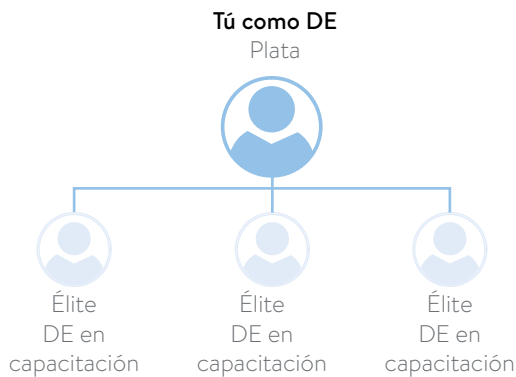 Tú como DE
Plata
Élite
DE en
capacitación
Élite
DE en
capacitación
Élite
DE en
capacitación